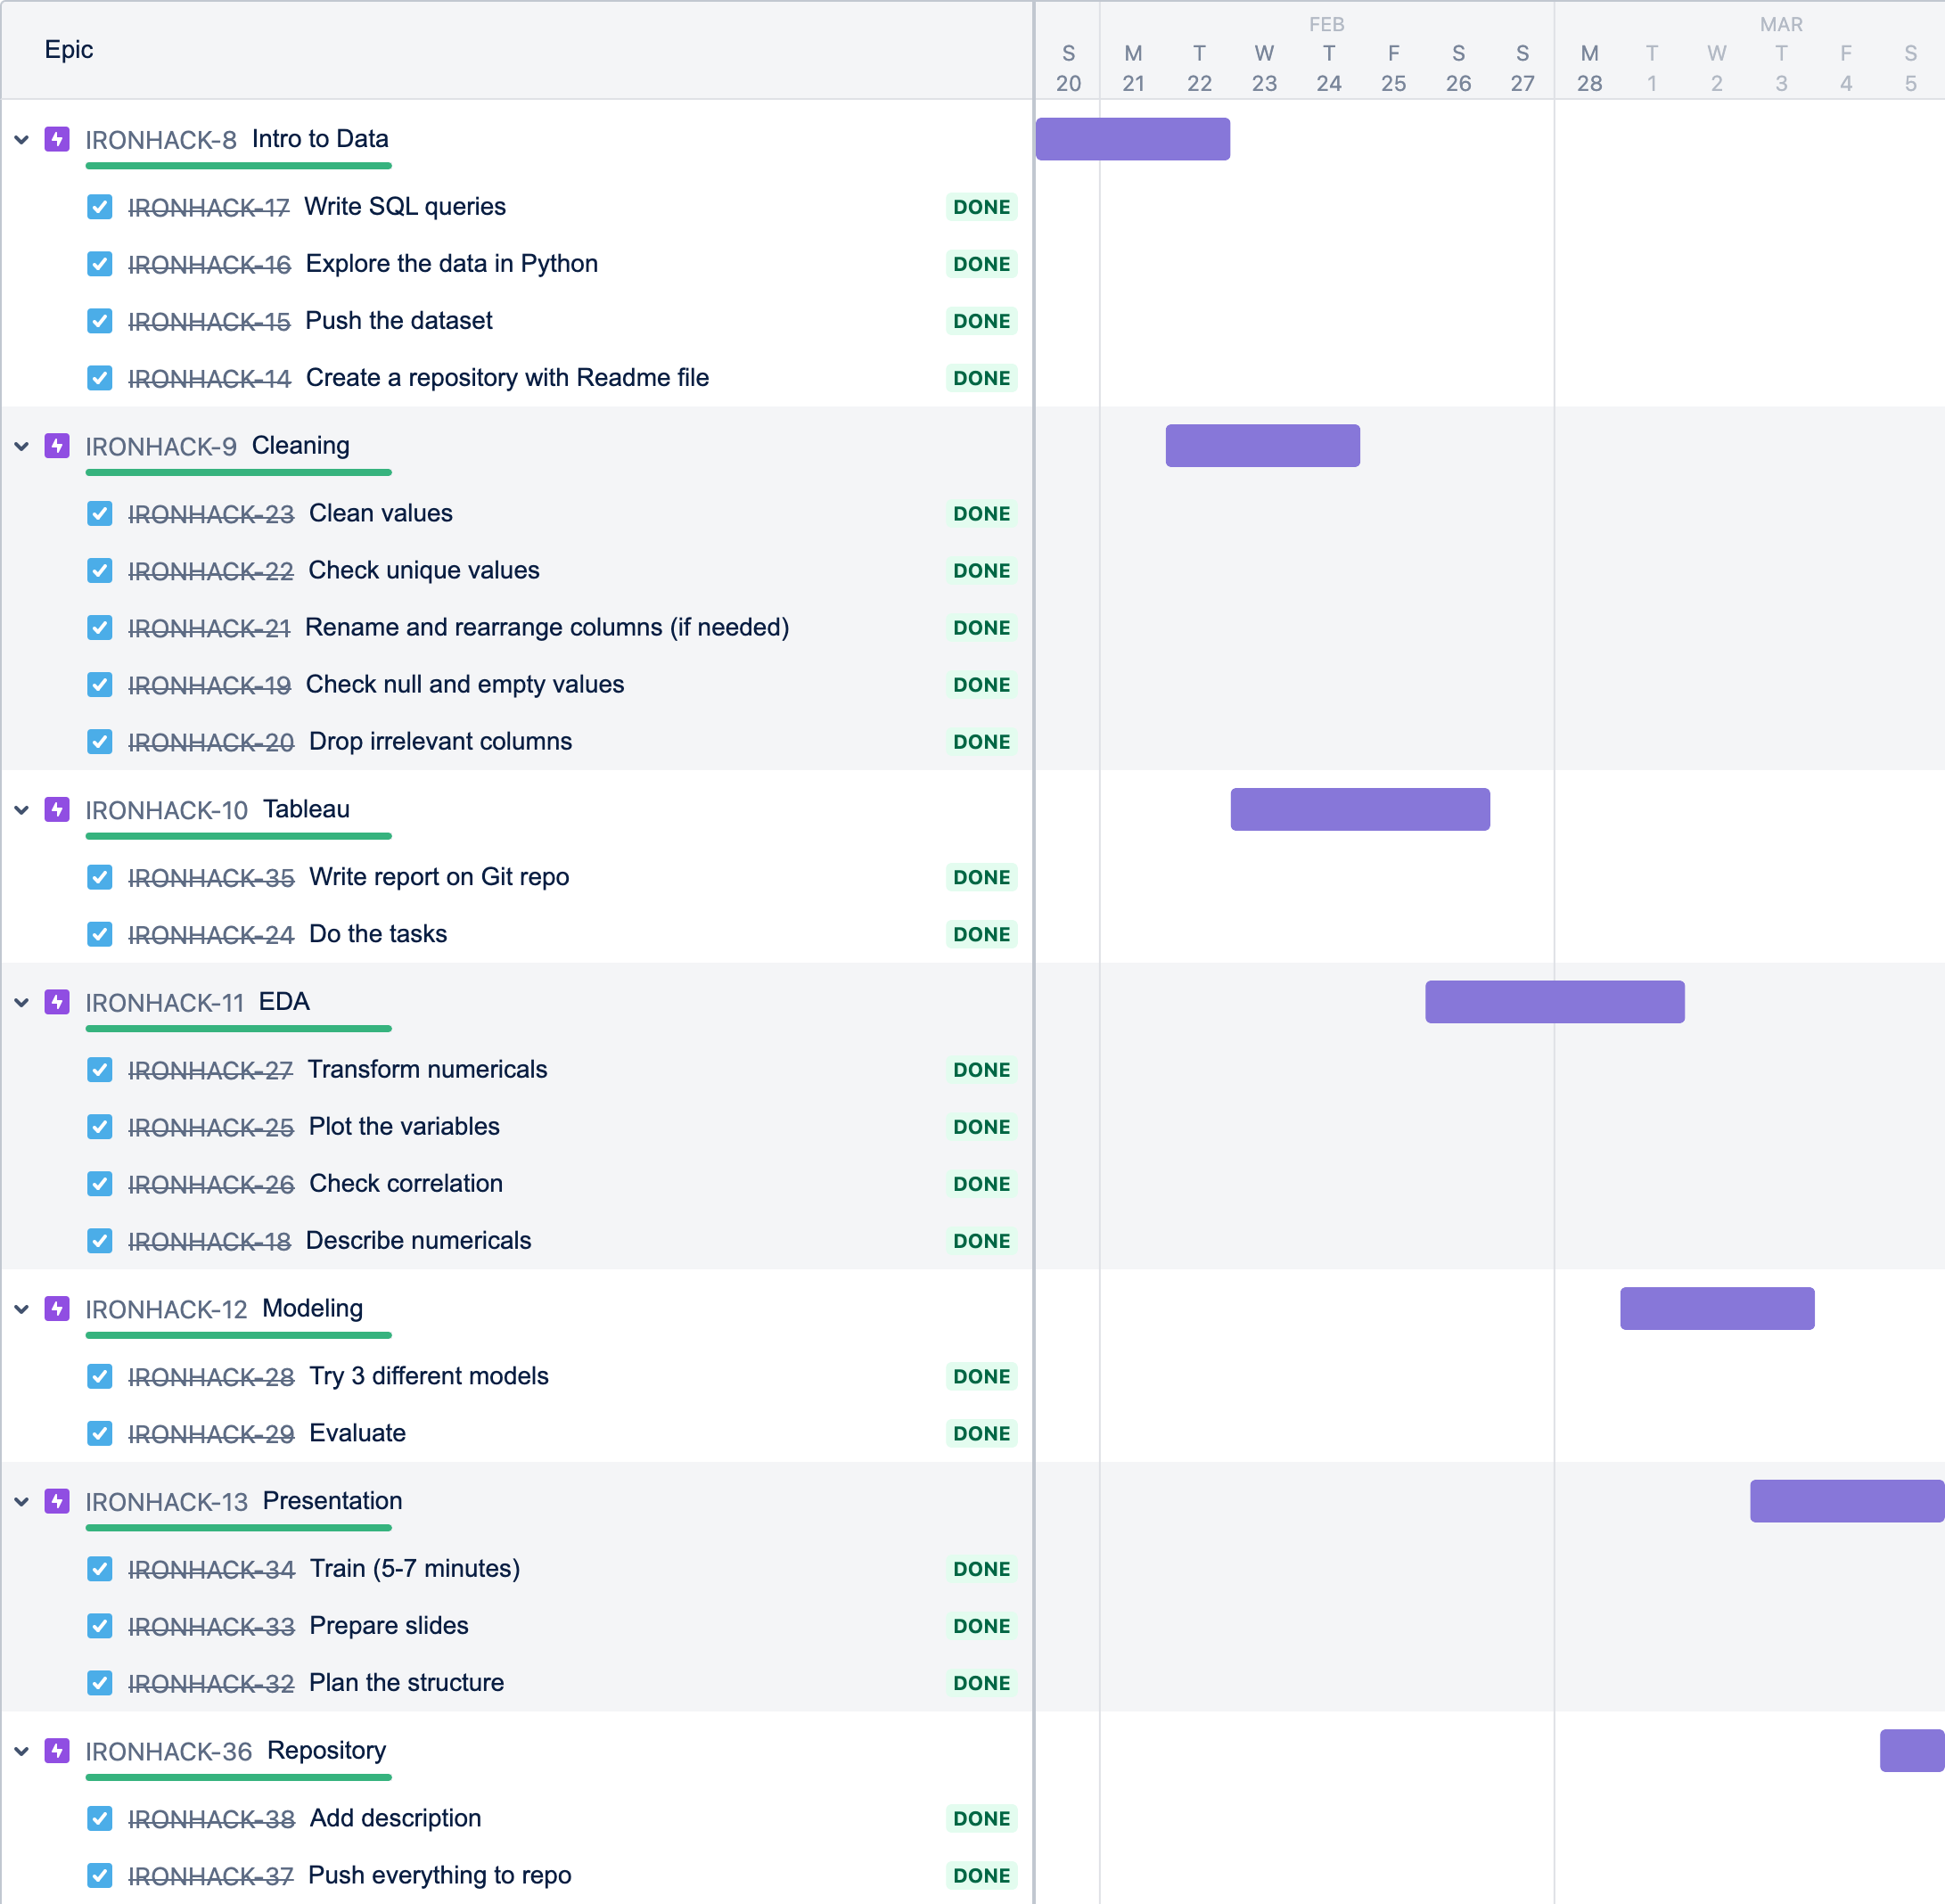 Epic
FEB MAR
S M T W T F S S M T W T F S
20 21 22 23 24 25 26 27 28 1 2 3 4 5
IRONHACK-8 Intro to Data
IRONHACK-17 Write SQL queries DONE
IRONHACK-16 Explore the data in Python DONE
IRONHACK-15 Push the dataset DONE
IRONHACK-14 Create a repository with Readme file DONE
IRONHACK-9 Cleaning
IRONHACK-23 Clean values DONE
IRONHACK-22 Check unique values DONE
IRONHACK-21 Rename and rearrange columns (if needed) DONE
IRONHACK-19 Check null and empty values DONE
IRONHACK-20 Drop irrelevant columns DONE
IRONHACK-10 Tableau
IRONHACK-35 Write report on Git repo DONE
IRONHACK-24 Do the tasks DONE
IRONHACK-11 EDA
IRONHACK-27 Transform numericals DONE
IRONHACK-25 Plot the variables DONE
IRONHACK-26 Check correlation DONE
IRONHACK-18 Describe numericals DONE
IRONHACK-12 Modeling
IRONHACK-28 Try 3 different models DONE
IRONHACK-29 Evaluate DONE
IRONHACK-13 Presentation
IRONHACK-34 Train (5-7 minutes) DONE
IRONHACK-33 Prepare slides DONE
IRONHACK-32 Plan the structure DONE
IRONHACK-36 Repository
IRONHACK-38 Add description DONE
IRONHACK-37 Push everything to repo DONE